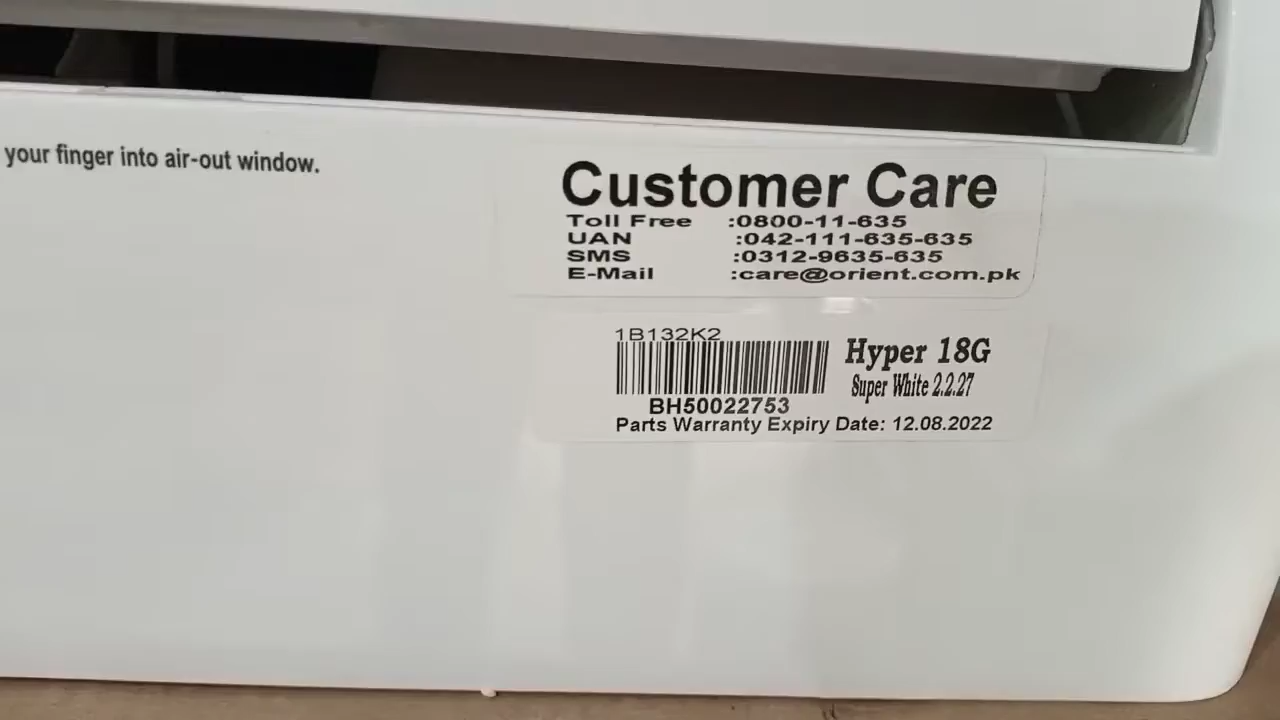 your finger into air-out window.
Customer Care
Toll Free :0800-11-635
UAN :042-111-635-635
SMS :0312-9635-635
E-Mail :care@orient.com.pk
1B132K2
Hyper 18G
Super White 2.2.27
BH50022753
Parts Warranty Expiry Date: 12.08.2022